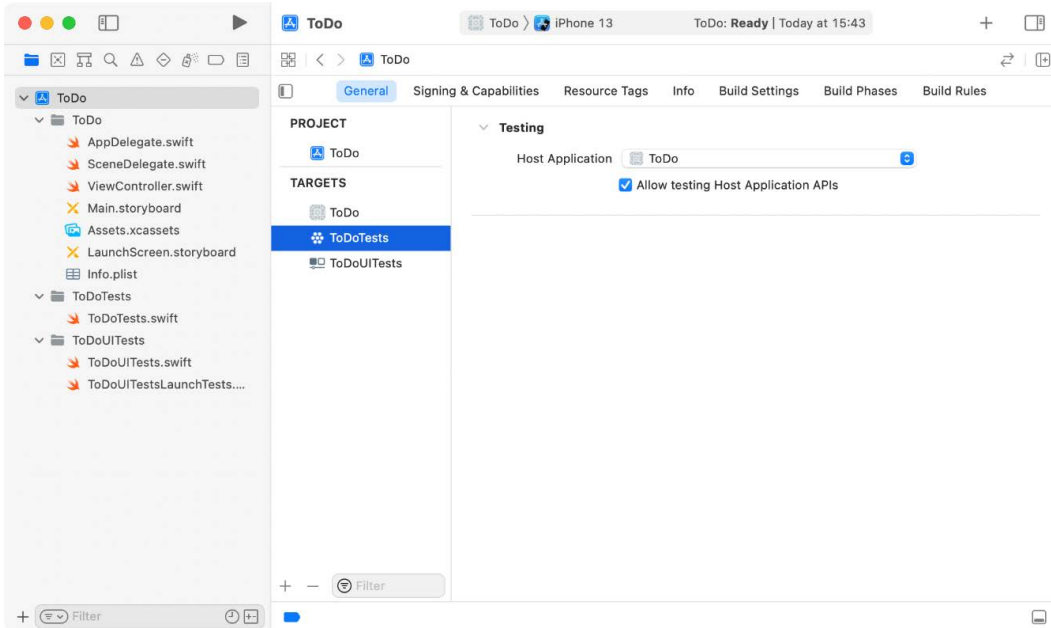 ToDo
ToDo
iPhone 13
ToDo: Ready | Today at 15:43
ToDo
General
Signing & Capabilities
Resource Tags
Info
Build Settings
Build Phases
Build Rules
ToDo
ToDo
AppDelegate.swift
SceneDelegate.swift
ViewController.swift
Main.storyboard
Assets.xcassets
LaunchScreen.storyboard
Info.plist
ToDoTests
ToDoTests.swift
ToDoUITests
ToDoUITests.swift
ToDoUITestsLaunchTests....
Filter
PROJECT
ToDo
TARGETS
ToDo
ToDoTests
ToDoUITests
Filter
Testing
Host Application
ToDo
Allow testing Host Application APIs